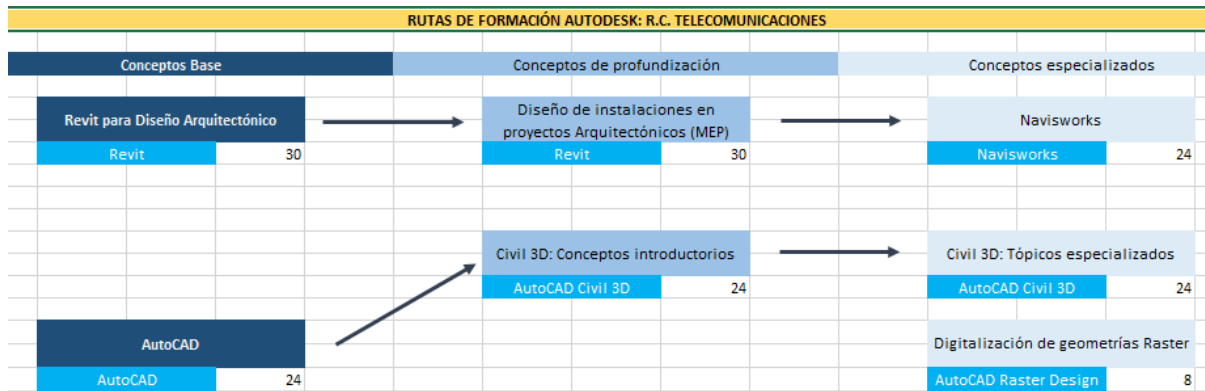 RUTAS DE FORMACIÓN AUTODESK: R.C. TELECOMUNICACIONES
Conceptos Base
Conceptos de profundización
Conceptos especializados
Revit para Diseño Arquitectónico
Diseño de instalaciones en
proyectos Arquitectónicos (MEP)
Navisworks
Revit 30
Revit 30
Navisworks 24
Civil 3D: Conceptos introductorios
Civil 3D: Tópicos especializados
AutoCAD Civil 3D 24
AutoCAD Civil 3D 24
AutoCAD
Digitalización de geometrías Raster
AutoCAD 24
AutoCAD Raster Design 8